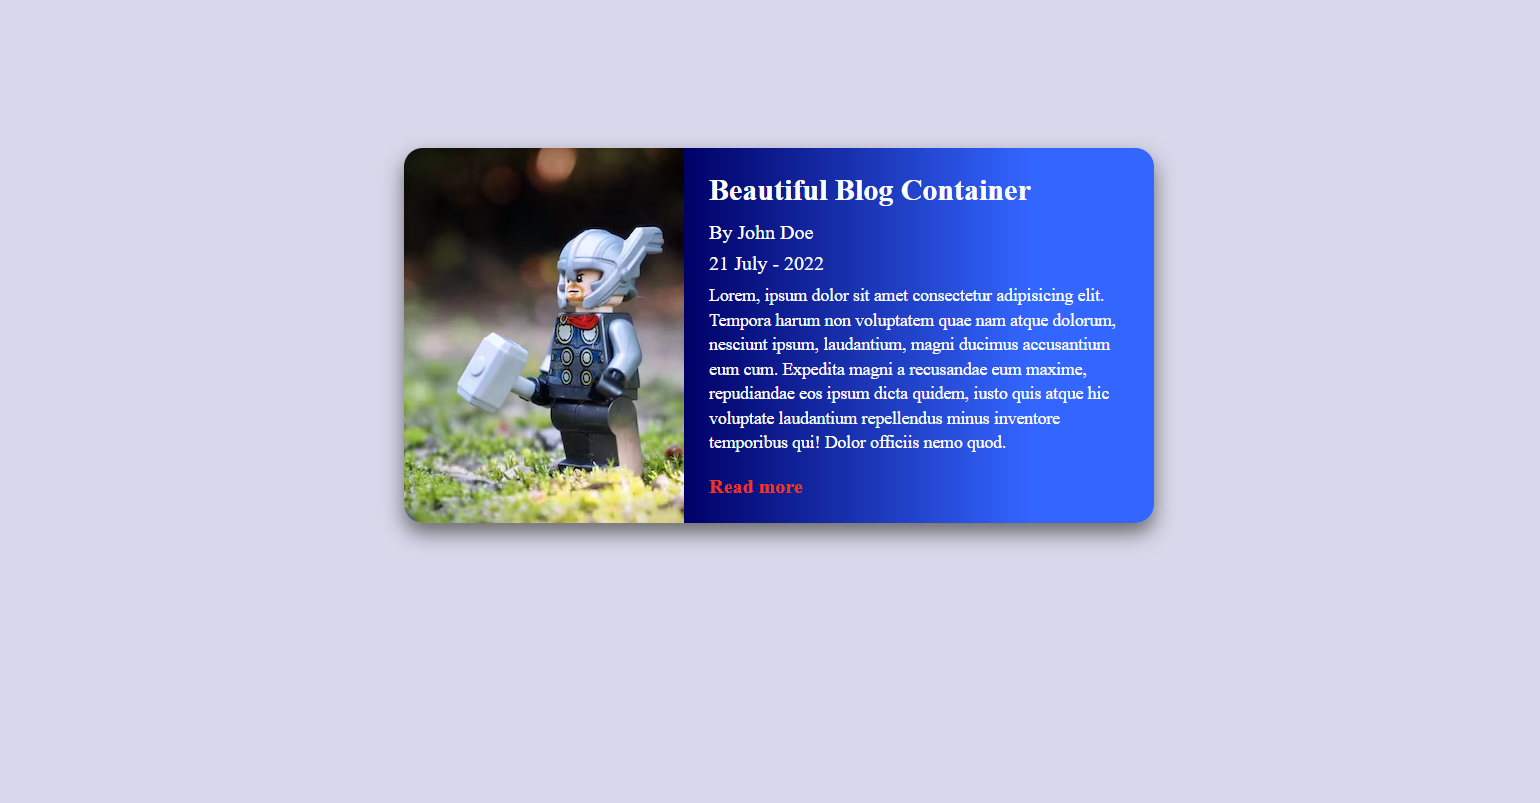 Beautiful Blog Container
By John Doe
21 July - 2022
Lorem, ipsum dolor sit amet consectetur adipisicing elit.
Tempora harum non voluptatem quae nam atque dolorum,
nesciunt ipsum, laudantium, magni ducimus accusantium
eum cum. Expedita magni a recusandae eum maxime,
repudiandae eos ipsum dicta quidem, iusto quis atque hic
voluptate laudantium repellendus minus inventore
temporibus qui! Dolor officiis nemo quod.
Read more